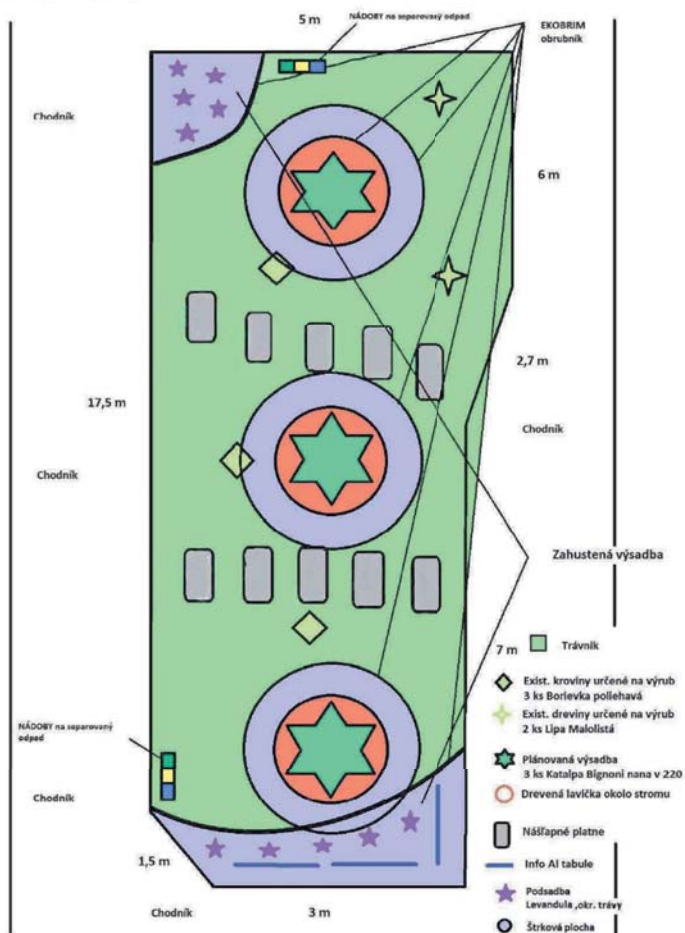 5 m
NÁDOBY na separovaný odpad
EKOBRIM
obrubník
Chodník
6 m
2,7 m
17,5 m
Chodník
Chodník
Zahustená výsadba
7 m
Trávnik
Exist. kroviny určené na výrub
3 ks Borievka poliehavá
Exist. dreviny určené na výrub
2 ks Lipa Malolistá
NÁDOBY na separovaný
odpad
Plánovaná výsadba
3 ks Katalpa Bignoni nana v 220
Drevená lavička okolo stromu
Chodník
Nášľapné platne
1,5 m
Info Al tabule
Podsadba
Levandula ,okr. trávy
Chodník
3 m
Štrková plocha